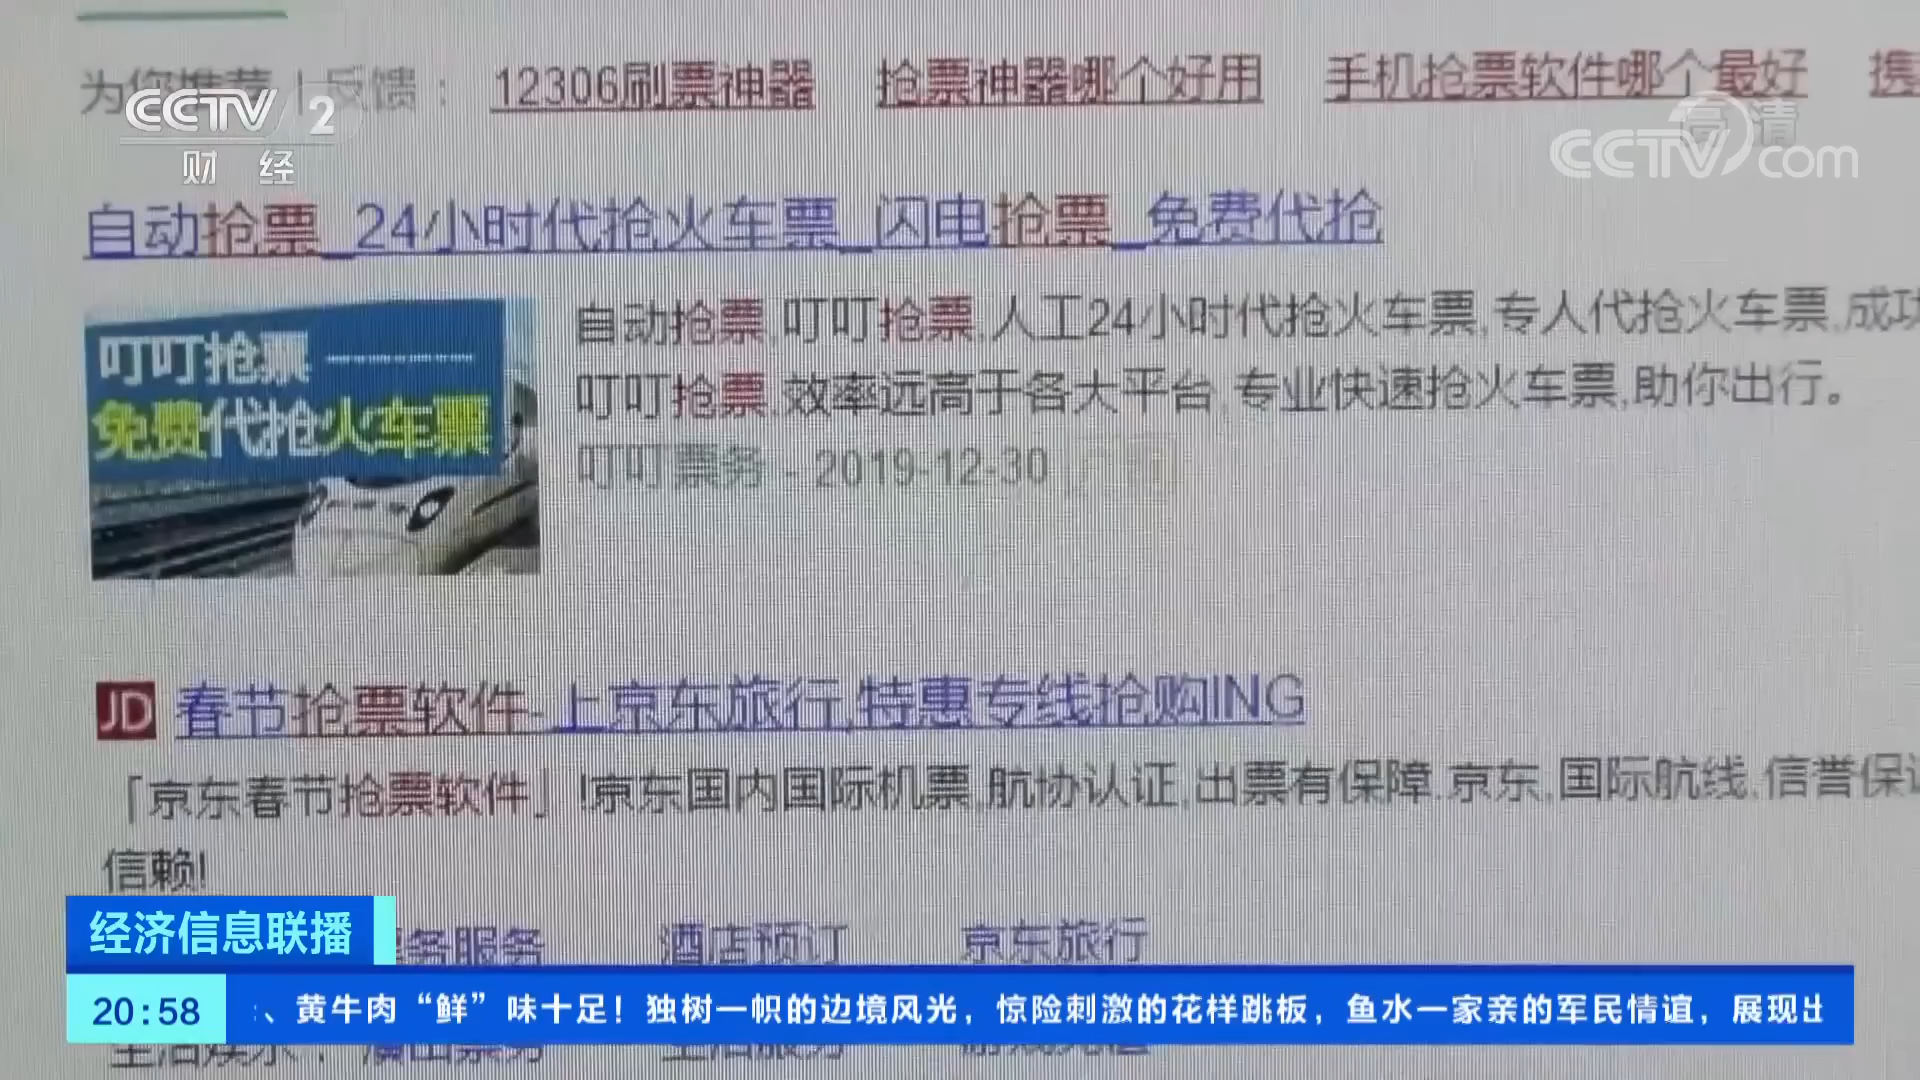 为您推荐 | 反馈： 12306刷票神器 抢票神器哪个好用 手机抢票软件哪个最好 携
CCTV 2
财 经
高清
CCTV.com
自动抢票_24小时代抢火车票_闪电抢票_免费代抢
叮叮抢票
免费代抢火车票
自动抢票,叮叮抢票,人工24小时代抢火车票,专人代抢火车票,成功
叮叮抢票,效率远高于各大平台,专业快速抢火车票,助你出行。
叮叮票务 - 2019-12-30
JD 春节抢票软件-上京东旅行,特惠专线抢购ING
「京东春节抢票软件」!京东国内国际机票,航协认证,出票有保障.京东,国际航线,信誉保证
信赖!
经济信息联播
务服务 酒店预订 京东旅行
20:58 、黄牛肉“鲜”味十足！独树一帜的边境风光，惊险刺激的花样跳板，鱼水一家亲的军民情谊，展现出